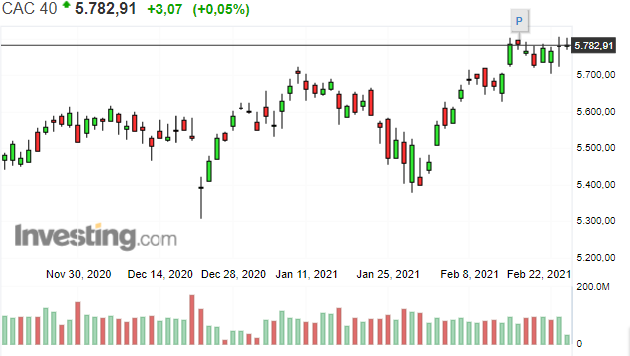 CAC 40 5.782,91 +3,07 (+0,05%)
P
5.782,91
5.700,00
5.600,00
5.500,00
5.400,00
5.300,00
5.200,00
Investing.com
Nov 30, 2020 Dec 14, 2020 Dec 28, 2020 Jan 11, 2021 Jan 25, 2021 Feb 8, 2021 Feb 22, 2021
200.0M
0